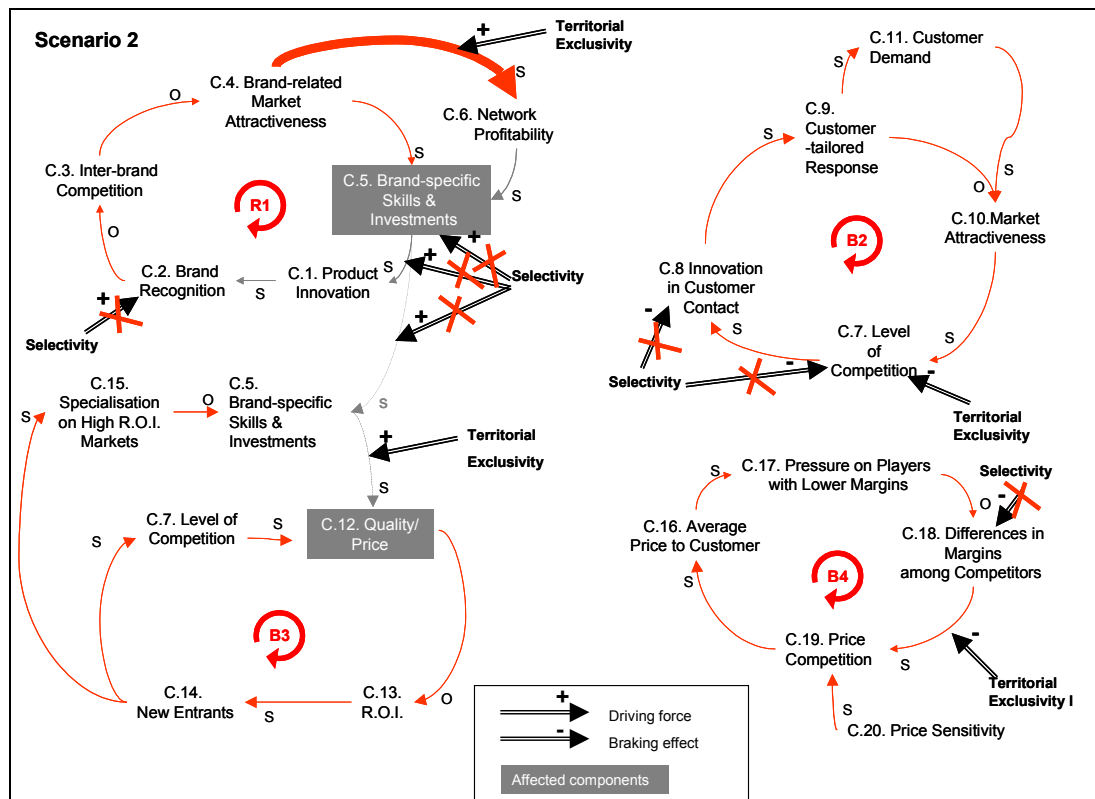 Scenario 2
+
Territorial
Exclusivity
S
C.4. Brand-related
Market
Attractiveness
O
C.6. Network
Profitability
S
S
C.3. Inter-brand
Competition
R1
C.5. Brand-specific
Skills &
Investments
O
C.2. Brand
Recognition
S
C.1. Product
Innovation
S
+
+
+
Selectivity
+
Selectivity
C.15.
Specialisation
on High R.O.I.
Markets
S
O
C.5.
Brand-specific
Skills &
Investments
S
+
Territorial
Exclusivity
S
C.7. Level of
Competition
S
S
C.12. Quality/
Price
B3
C.14.
New Entrants
S
C.13.
R.O.I.
O
C.11. Customer
Demand
S
C.9.
Customer
-tailored
Response
S
S
O
C.10.Market
Attractiveness
B2
C.8 Innovation
in Customer
Contact
-
S
S
C.7. Level
of
Competition
Selectivity
-
-
Territorial
Exclusivity
C.17. Pressure on Players
with Lower Margins
S
O
Selectivity
-
C.16. Average
Price to Customer
C.18. Differences in
Margins
among Competitors
B4
S
C.19. Price
Competition
S
-
Territorial
Exclusivity I
S
C.20. Price Sensitivity
+
Driving force
-
Braking effect
Affected components